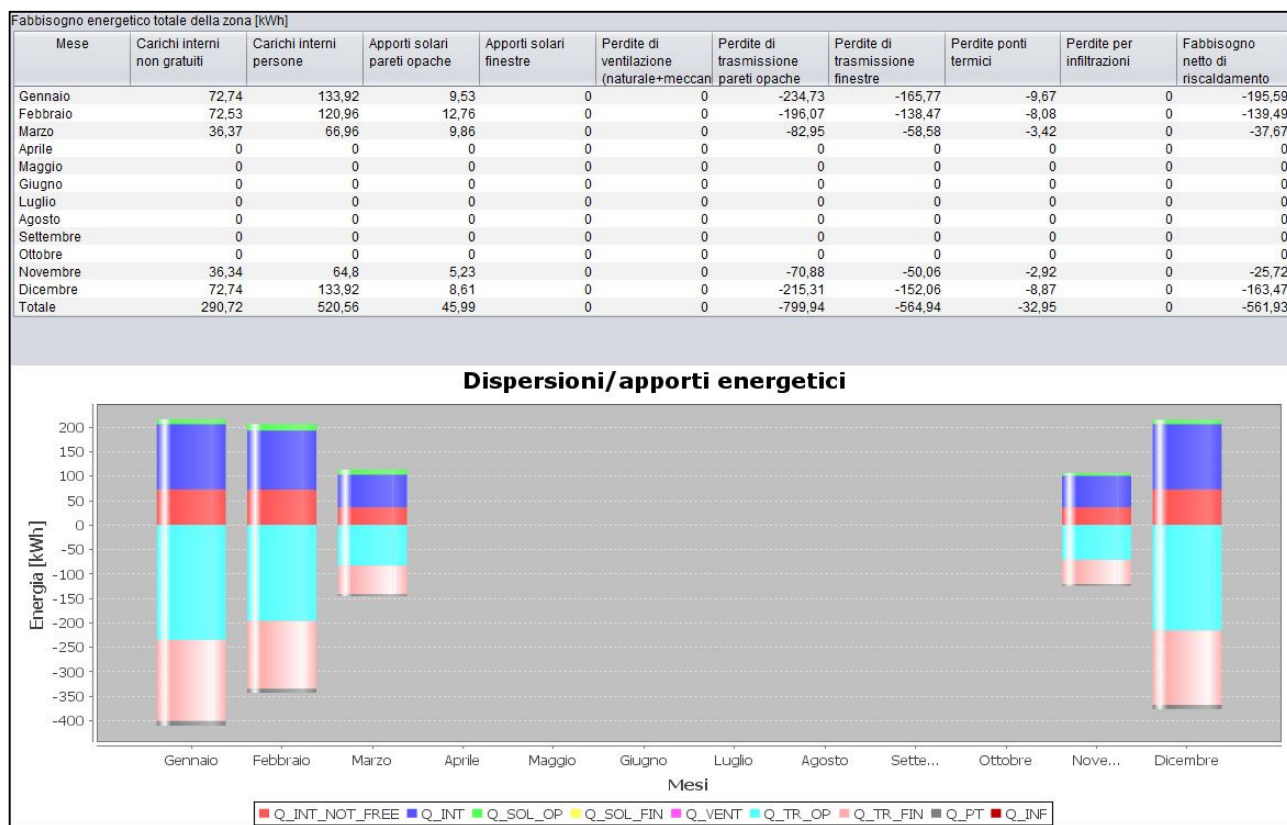 Fabbisogno energetico totale della zona [kWh]
Mese Carichi interni non gratuiti Carichi interni persone Apporti solari pareti opache Apporti solari finestre Perdite di ventilazione (naturale+meccan Perdite di trasmissione pareti opache Perdite di trasmissione finestre Perdite ponti termici Perdite per infiltrazioni Fabbisogno netto di riscaldamento
Gennaio 72,74 133,92 9,53 0 0 -234,73 -165,77 -9,67 0 -195,59
Febbraio 72,53 120,96 12,76 0 0 -196,07 -138,47 -8,08 0 -139,49
Marzo 36,37 66,96 9,86 0 0 -82,95 -58,58 -3,42 0 -37,67
Aprile 0 0 0 0 0 0 0 0 0 0
Maggio 0 0 0 0 0 0 0 0 0 0
Giugno 0 0 0 0 0 0 0 0 0 0
Luglio 0 0 0 0 0 0 0 0 0 0
Agosto 0 0 0 0 0 0 0 0 0 0
Settembre 0 0 0 0 0 0 0 0 0 0
Ottobre 0 0 0 0 0 0 0 0 0 0
Novembre 36,34 64,8 5,23 0 0 -70,88 -50,06 -2,92 0 -25,72
Dicembre 72,74 133,92 8,61 0 0 -215,31 -152,06 -8,87 0 -163,47
Totale 290,72 520,56 45,99 0 0 -799,94 -564,94 -32,95 0 -561,93
Dispersioni/apporti energetici
Energia [kWh]
200
150
100
50
0
-50
-100
-150
-200
-250
-300
-350
-400
Gennaio Febbraio Marzo Aprile Maggio Giugno Luglio Agosto Sette... Ottobre Nove... Dicembre
Mesi
Q_INT_NOT_FREE Q_INT Q_SOL_OP Q_SOL_FIN Q_VENT Q_TR_OP Q_TR_FIN Q_PT Q_INF